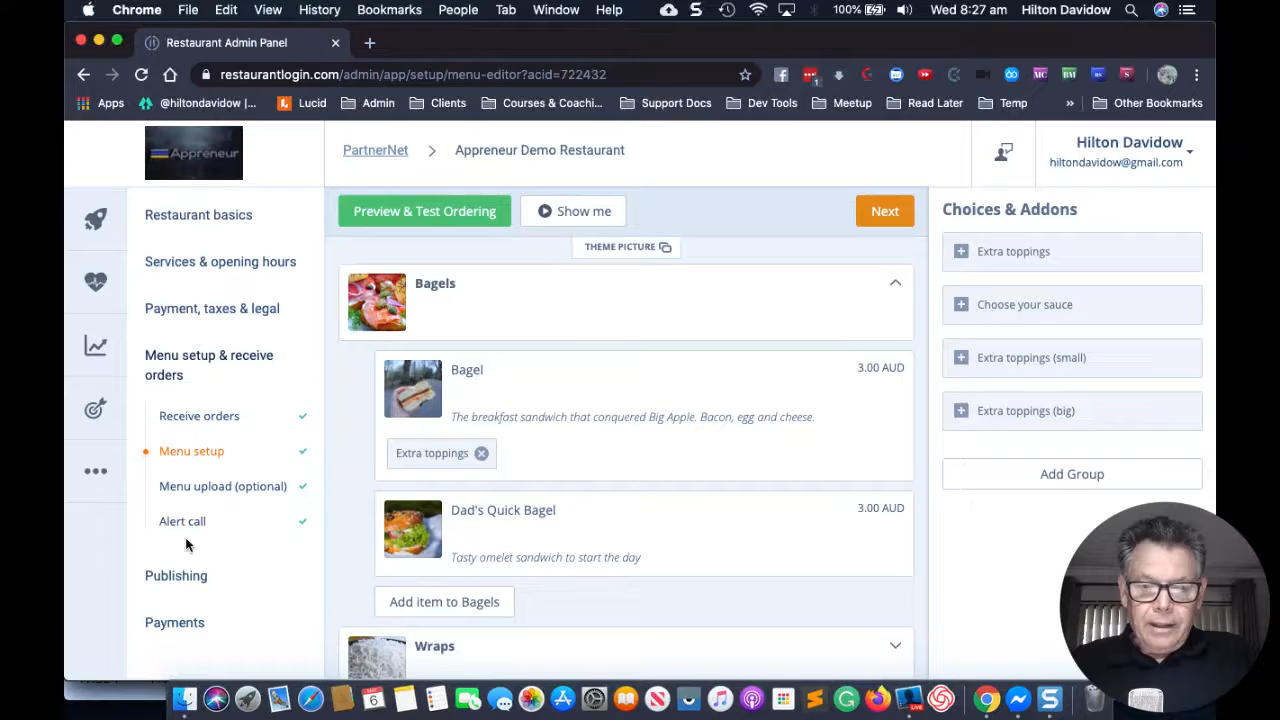 Chrome File Edit View History Bookmarks People Tab Window Help 100% Wed 8:27 am Hilton Davidow
Restaurant Admin Panel
restaurantlogin.com/admin/app/setup/menu-editor?acid=722432
Apps @hiltondavidow |... Lucid Admin Clients Courses & Coachi... Support Docs Dev Tools Meetup Read Later Temp » Other Bookmarks
Appreneur
PartnerNet > Appreneur Demo Restaurant
Hilton Davidow
hiltondavidow@gmail.com
Restaurant basics
Services & opening hours
Payment, taxes & legal
Menu setup & receive
orders
Receive orders
Menu setup
Menu upload (optional)
Alert call
Publishing
Payments
Preview & Test Ordering Show me Next
THEME PICTURE
Bagels
Bagel 3.00 AUD
The breakfast sandwich that conquered Big Apple. Bacon, egg and cheese.
Extra toppings
Dad's Quick Bagel 3.00 AUD
Tasty omelet sandwich to start the day
Add item to Bagels
Wraps
Choices & Addons
Extra toppings
Choose your sauce
Extra toppings (small)
Extra toppings (big)
Add Group